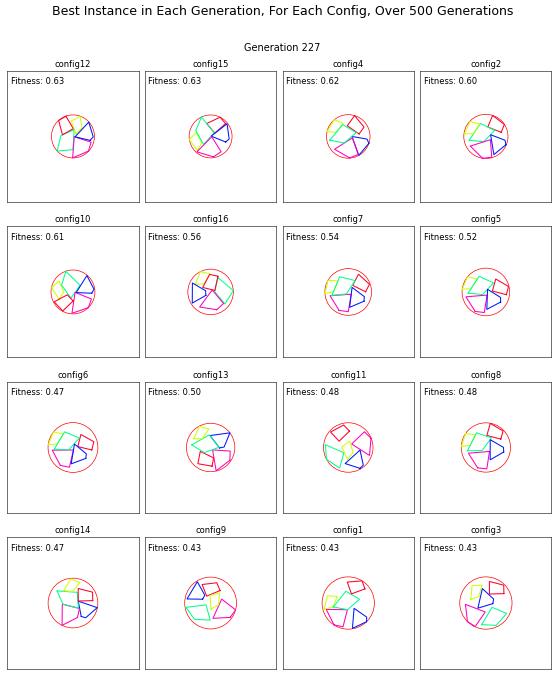 Best Instance in Each Generation, For Each Config, Over 500 Generations
Generation 227
config12
config15
config4
config2
Fitness: 0.63
Fitness: 0.63
Fitness: 0.62
Fitness: 0.60
config10
config16
config7
config5
Fitness: 0.61
Fitness: 0.56
Fitness: 0.54
Fitness: 0.52
config6
config13
config11
config8
Fitness: 0.47
Fitness: 0.50
Fitness: 0.48
Fitness: 0.48
config14
config9
config1
config3
Fitness: 0.47
Fitness: 0.43
Fitness: 0.43
Fitness: 0.43